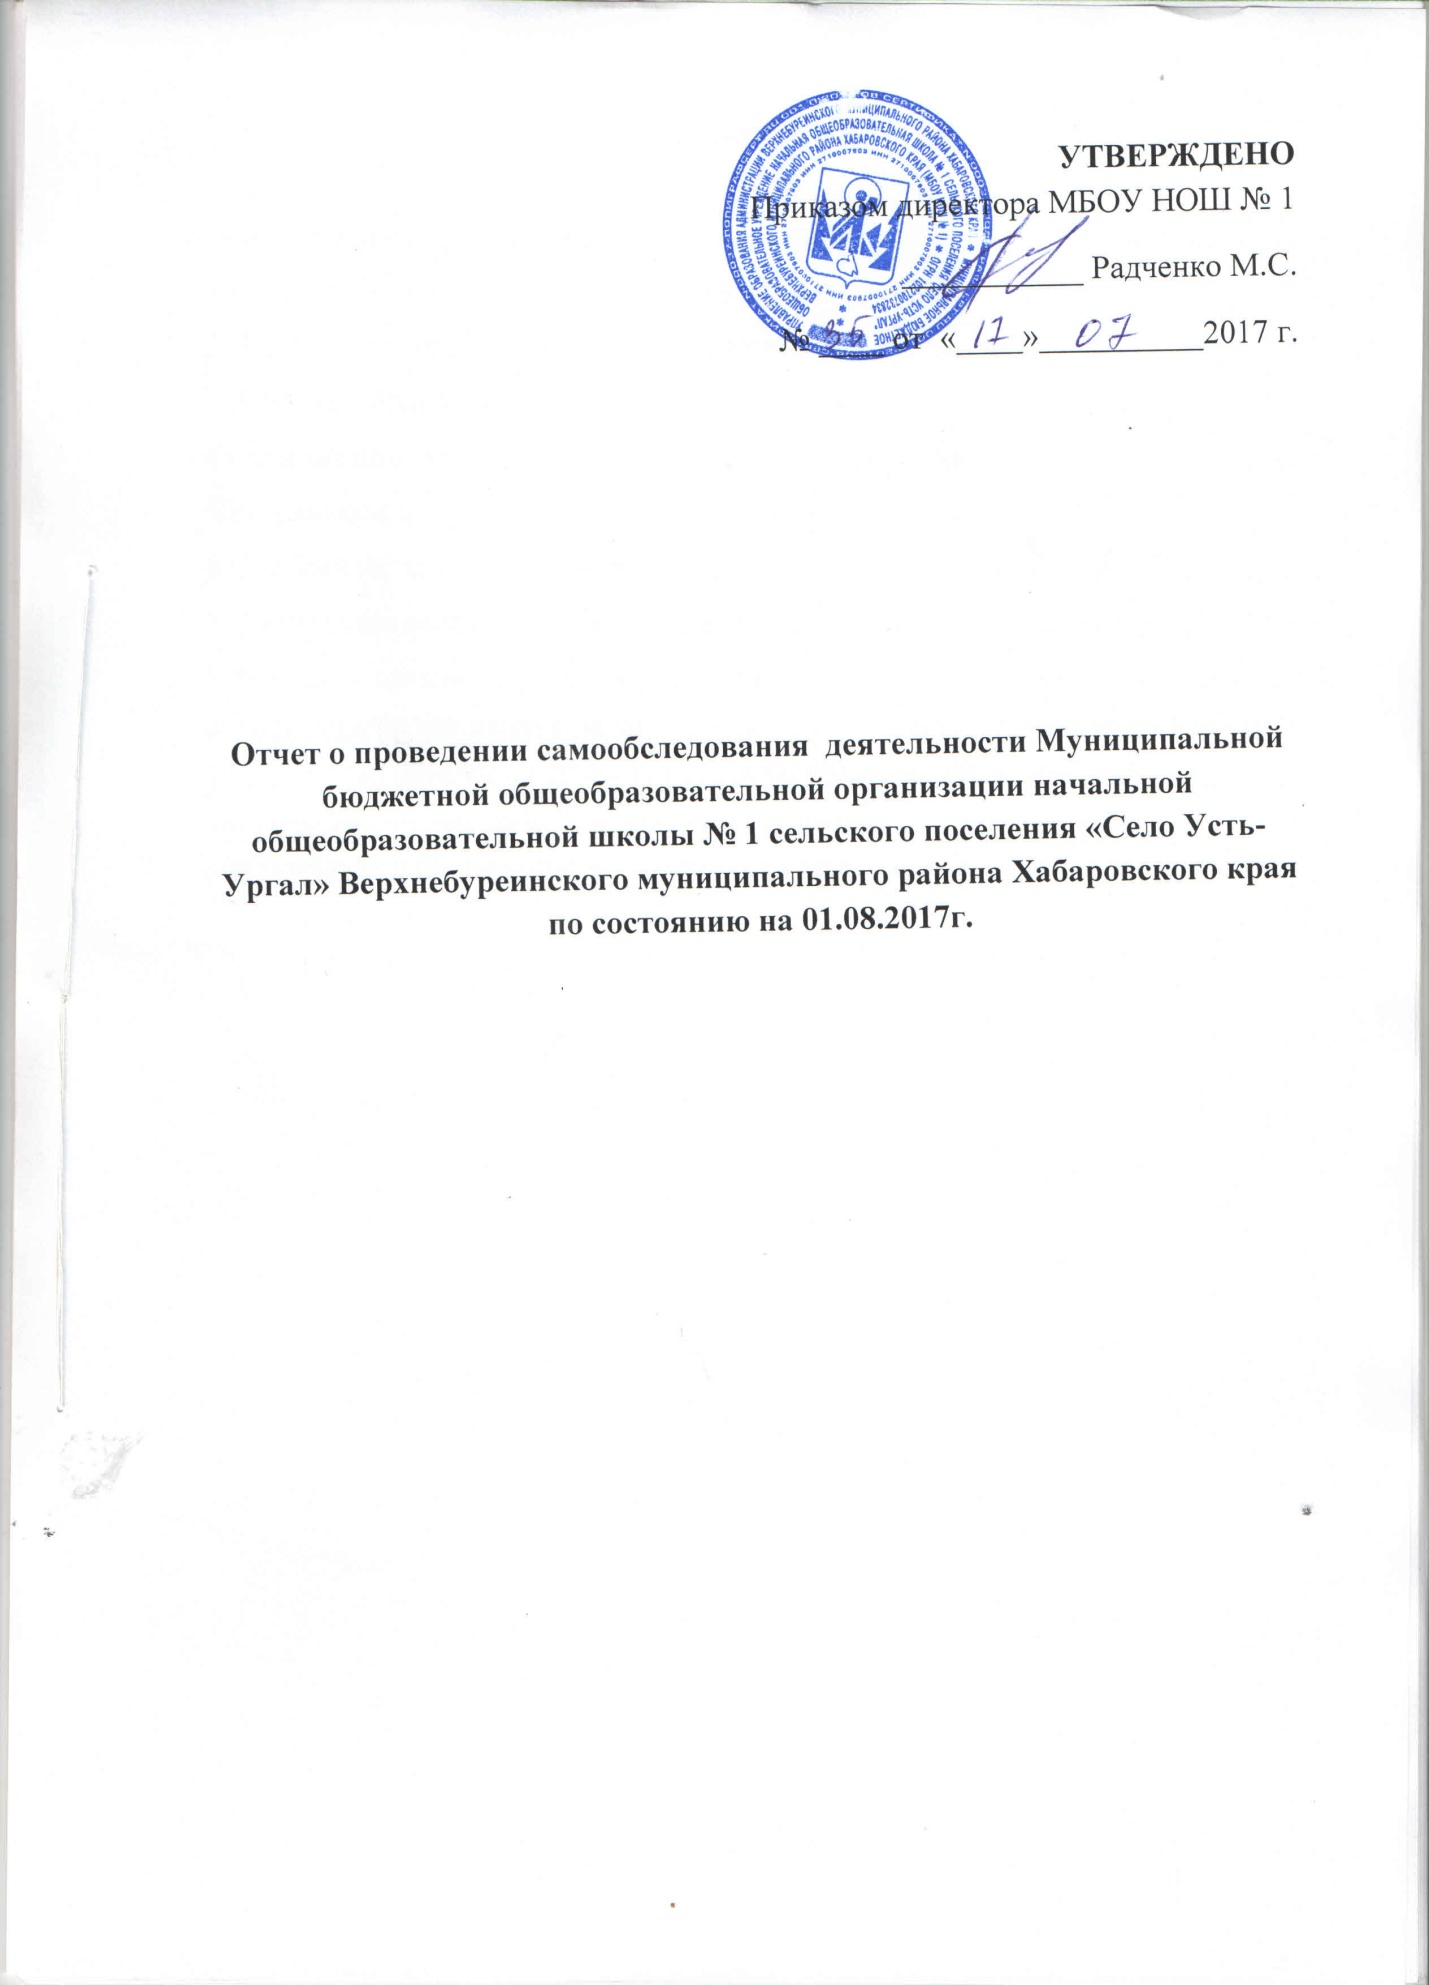 УТВЕРЖДЕНО
Приказом директора МБОУ НОШ № 1
___________ Радченко М.С.
№ ____ от «17» 07 2017 г.
Отчет о проведении самообследования деятельности Муниципальной
бюджетной общеобразовательной организации начальной
общеобразовательной школы № 1 сельского поселения «Село Усть-
Ургал» Верхнебуреинского муниципального района Хабаровского края
по состоянию на 01.08.2017г.